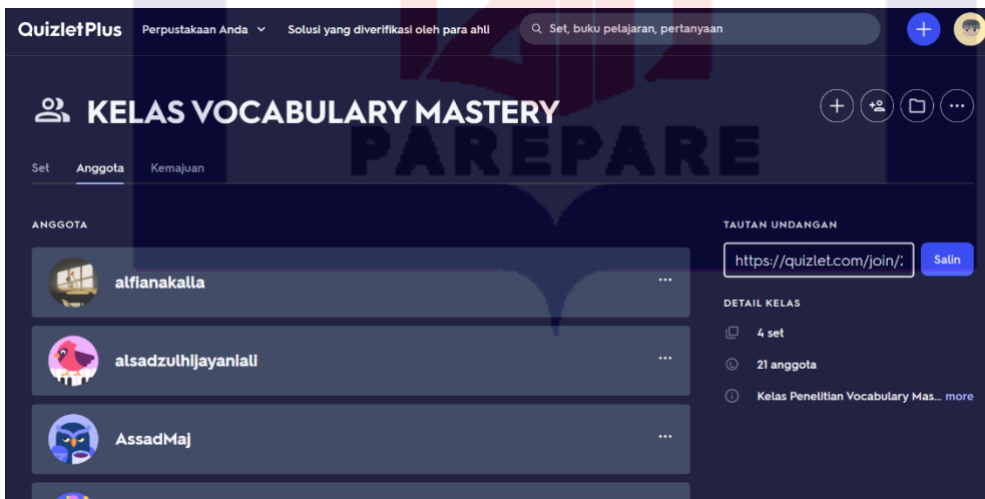 QuizletPlus Perpustakaan Anda Solusi yang diverifikasi oleh para ahli Set, buku pelajaran, pertanyaan
KELAS VOCABULARY MASTERY
PAREPARE
Set Anggota Kemajuan
ANGGOTA
alfianakalla
alsadzulhijayaniali
AssadMaj
TAUTAN UNDANGAN
https://quizlet.com/join/ Salin
DETAIL KELAS
4 set
21 anggota
Kelas Penelitian Vocabulary Mas... more